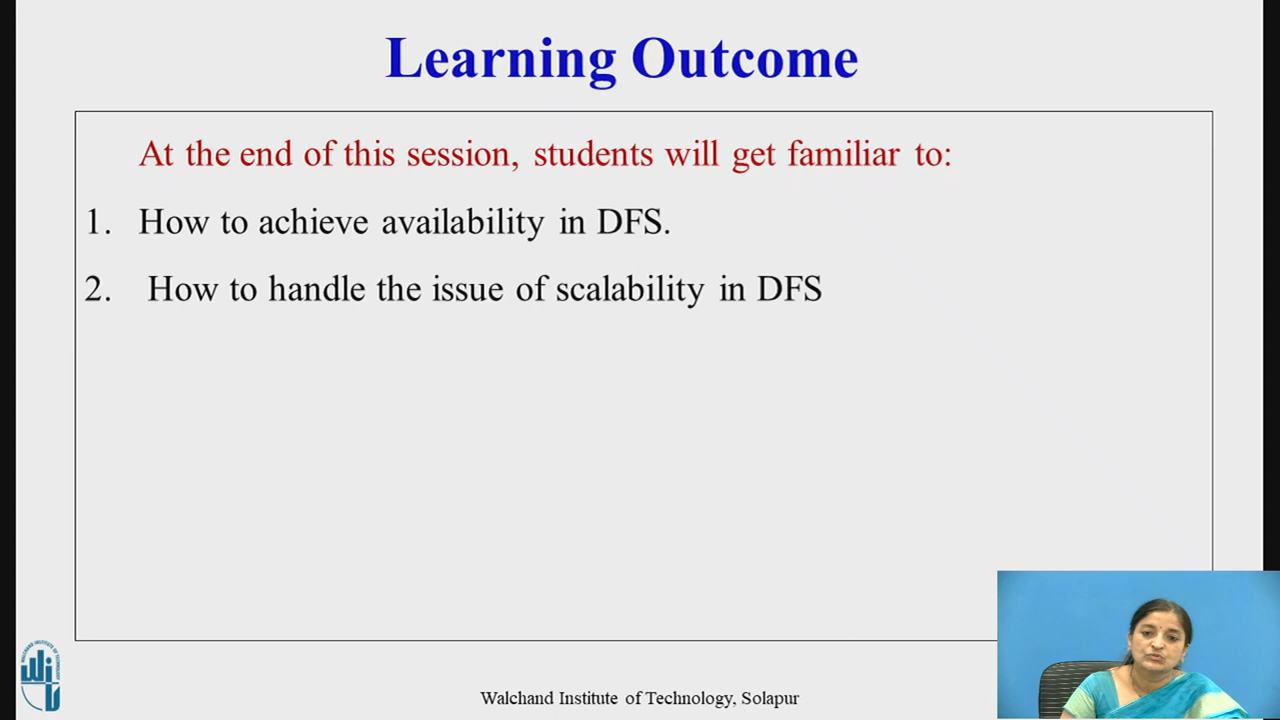 Learning Outcome
At the end of this session, students will get familiar to:
1. How to achieve availability in DFS.
2. How to handle the issue of scalability in DFS
Walchand Institute of Technology, Solapur